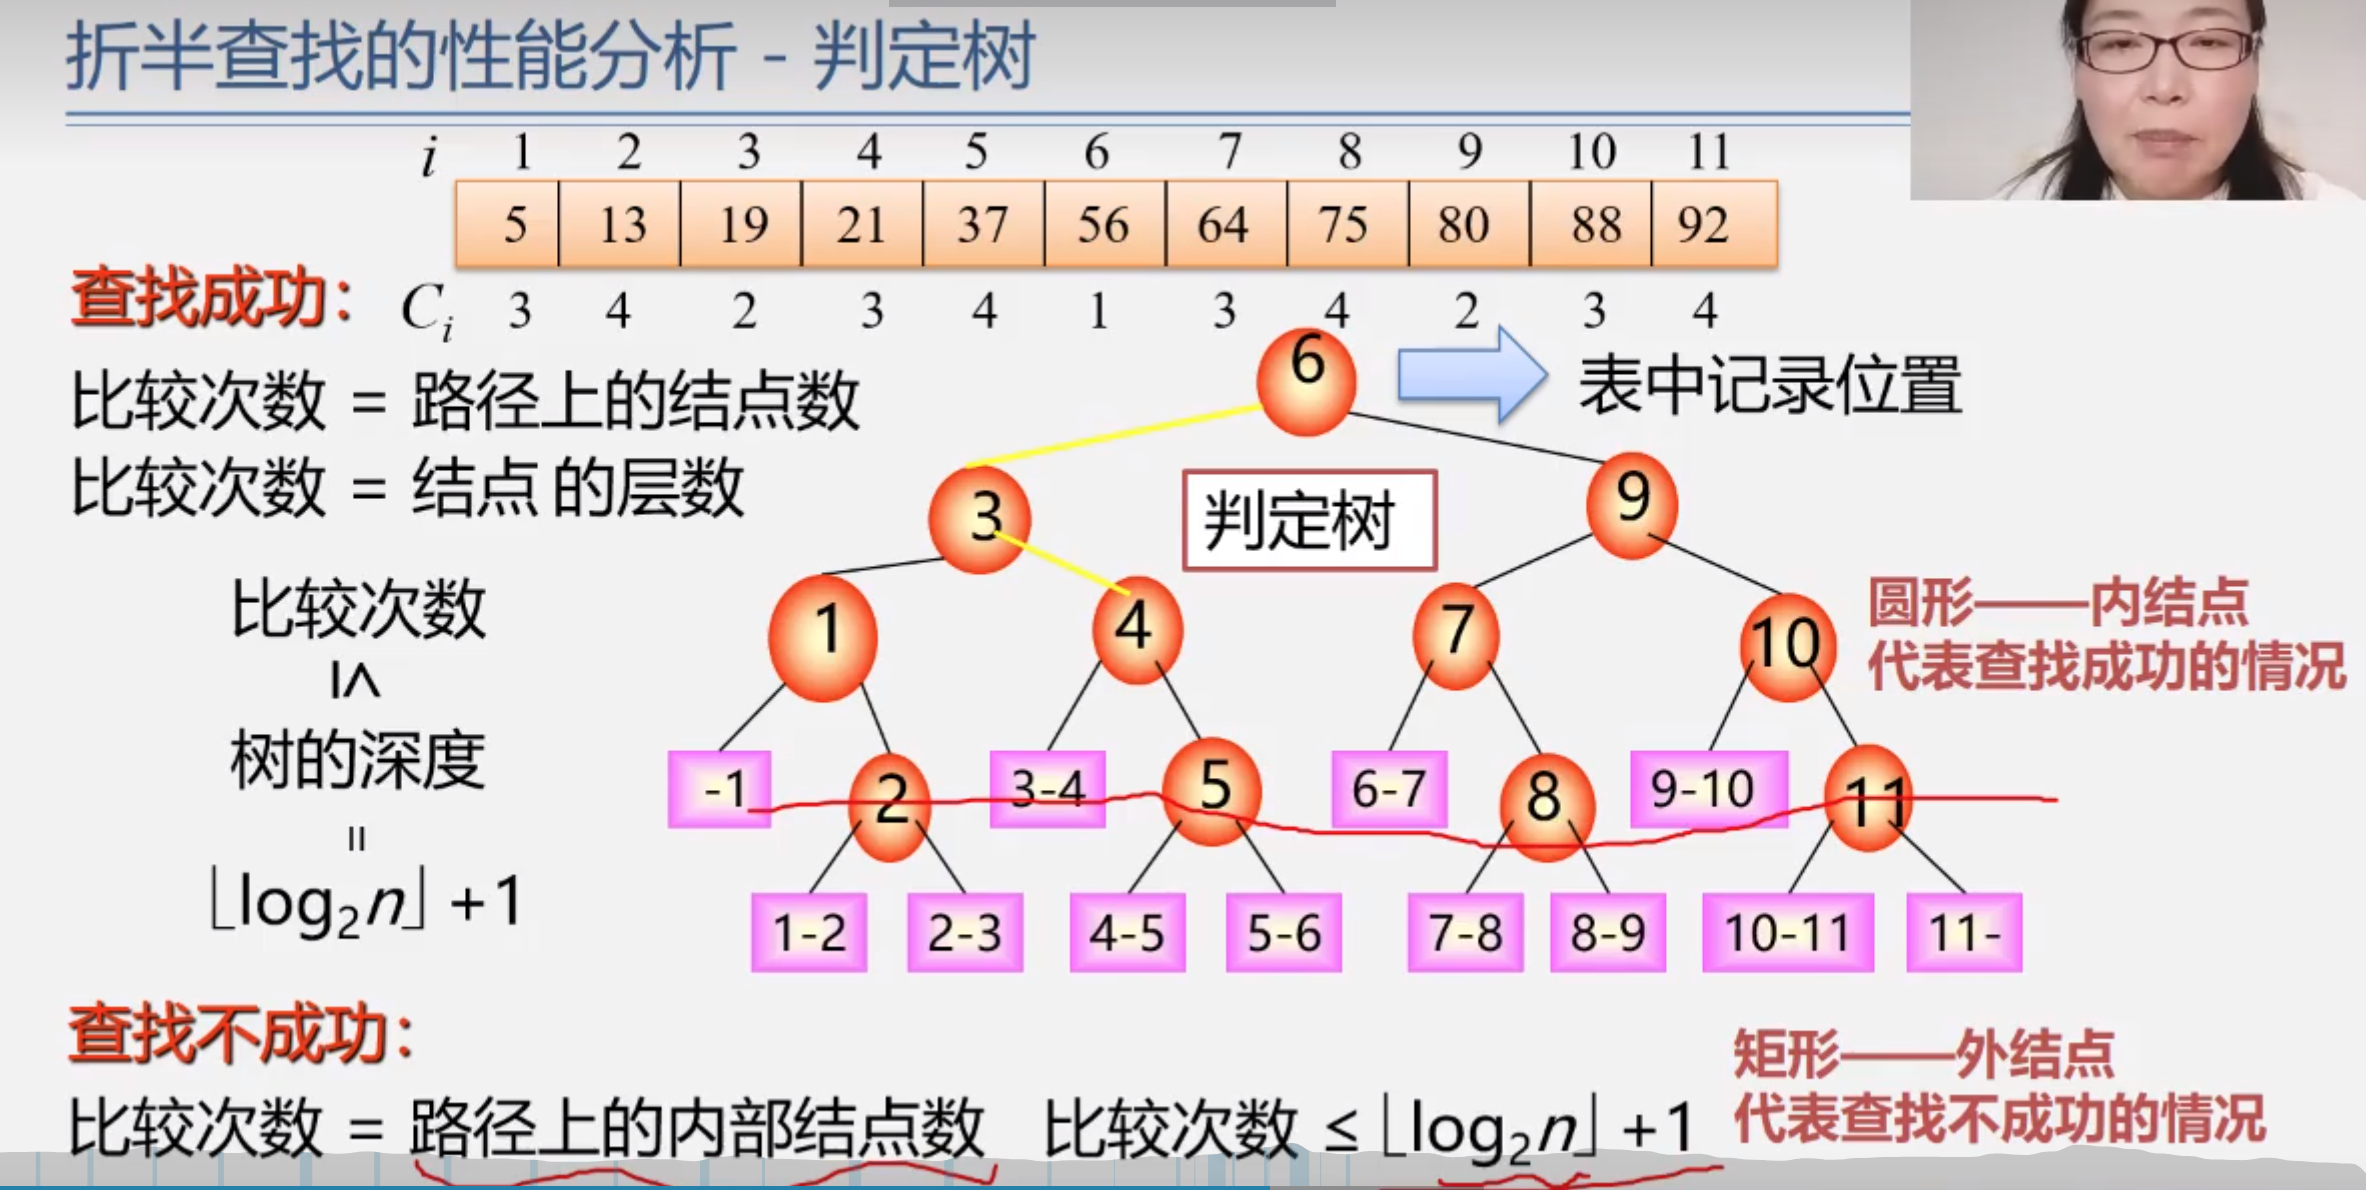 折半查找的性能分析 - 判定树
i 1 2 3 4 5 6 7 8 9 10 11
5 13 19 21 37 56 64 75 80 88 92
查找成功： Ci 3 4 2 3 4 1 3 4 2 3 4
比较次数 = 路径上的结点数
比较次数 = 结点的层数
6
表中记录位置
3
判定树
9
1
4
7
10
圆形——内结点
代表查找成功的情况
比较次数
≤
树的深度
=
⌊log₂n⌋ +1
-1
2
3-4
5
6-7
8
9-10
11
1-2
2-3
4-5
5-6
7-8
8-9
10-11
11-
查找不成功：
比较次数 = 路径上的内部结点数 比较次数 ≤ ⌊log₂n⌋ +1
矩形——外结点
代表查找不成功的情况